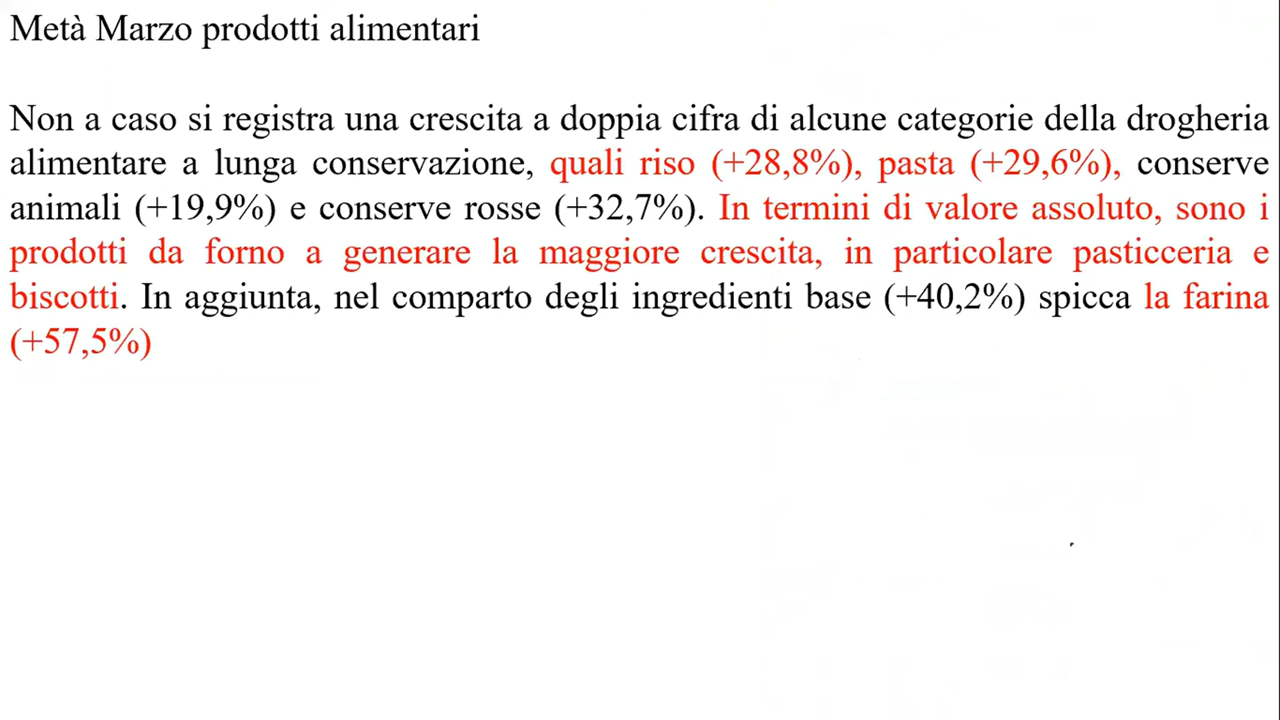 Metà Marzo prodotti alimentari
Non a caso si registra una crescita a doppia cifra di alcune categorie della drogheria
alimentare a lunga conservazione, quali riso (+28,8%), pasta (+29,6%), conserve
animali (+19,9%) e conserve rosse (+32,7%). In termini di valore assoluto, sono i
prodotti da forno a generare la maggiore crescita, in particolare pasticceria e
biscotti. In aggiunta, nel comparto degli ingredienti base (+40,2%) spicca la farina
(+57,5%)